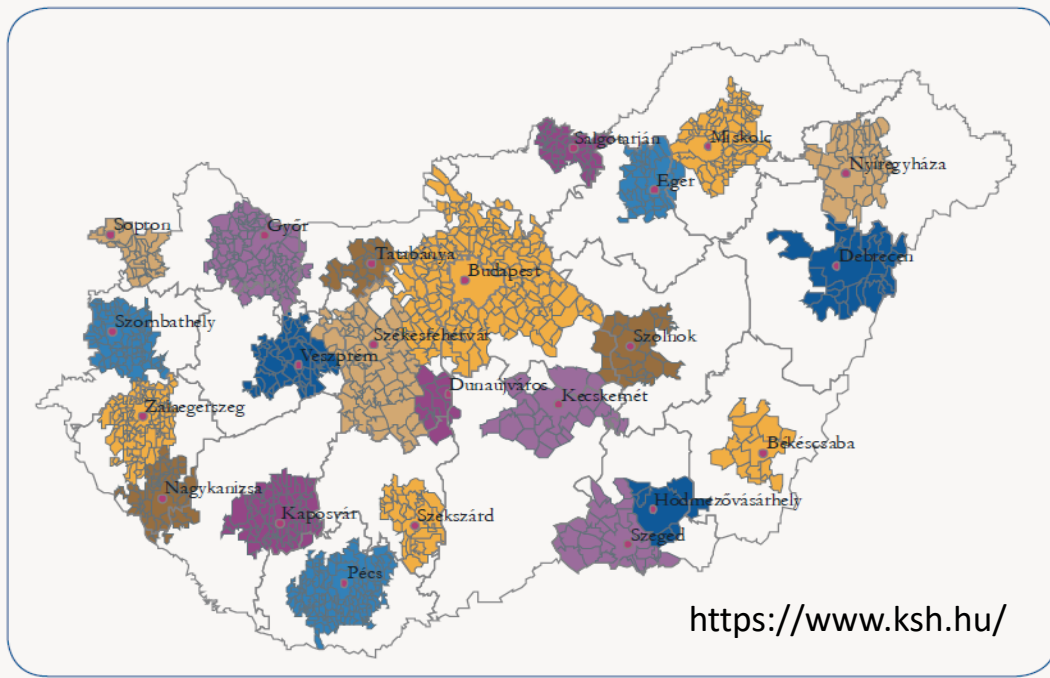 Salgótarján
Miskolc
Nyíregyháza
Eger
Sopron
Győr
Tatabánya
Budapest
Debrecen
Szombathely
Székesfehérvár
Szolnok
Veszprém
Dunaújváros
Kecskemét
Zalaegerszeg
Békéscsaba
Nagykanizsa
Kaposvár
Szekszárd
Hódmezővásárhely
Szeged
Pécs
https://www.ksh.hu/